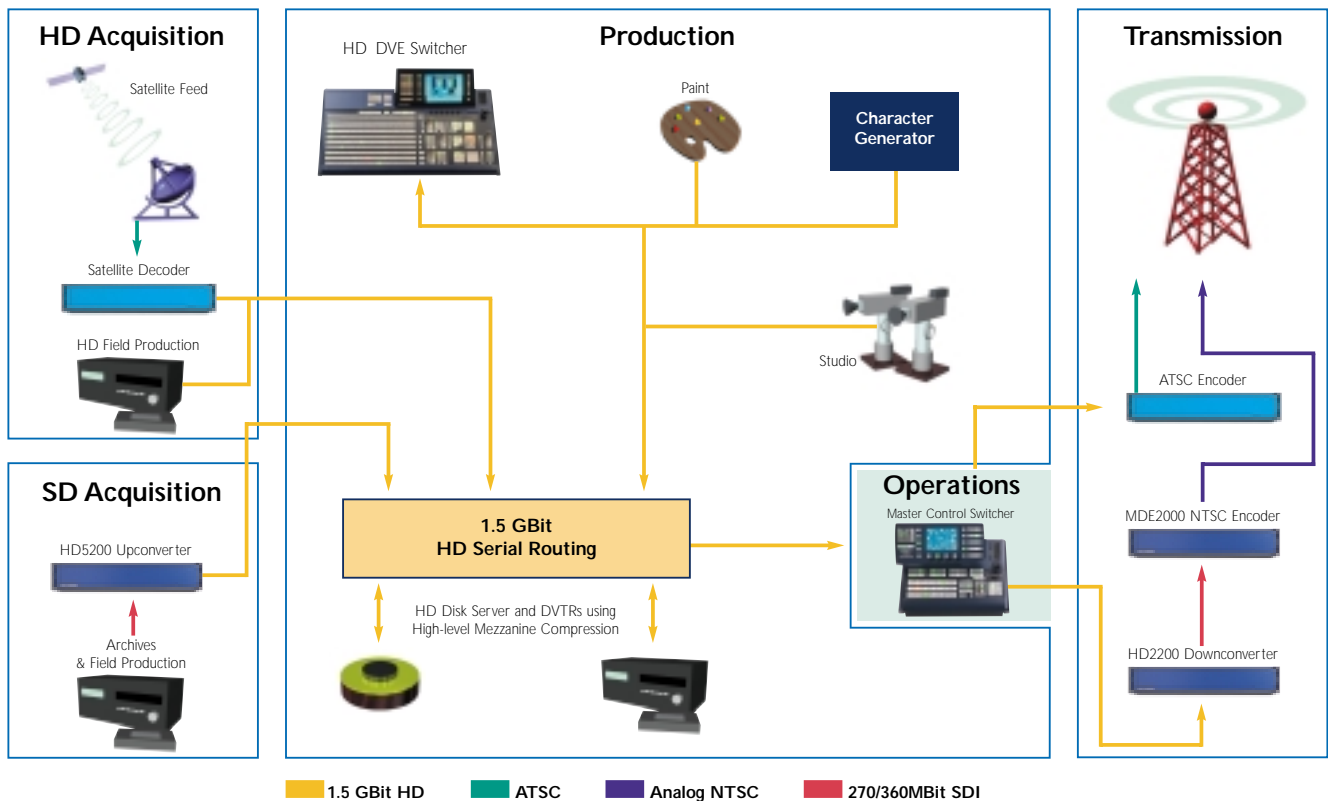 HD Acquisition
Satellite Feed
Satellite Decoder
HD Field Production
SD Acquisition
HD5200 Upconverter
Archives
& Field Production
Production
HD DVE Switcher
Paint
Character
Generator
Studio
1.5 GBit
HD Serial Routing
HD Disk Server and DVTRs using
High-level Mezzanine Compression
Operations
Master Control Switcher
Transmission
ATSC Encoder
MDE2000 NTSC Encoder
HD2200 Downconverter
1.5 GBit HD
ATSC
Analog NTSC
270/360MBit SDI